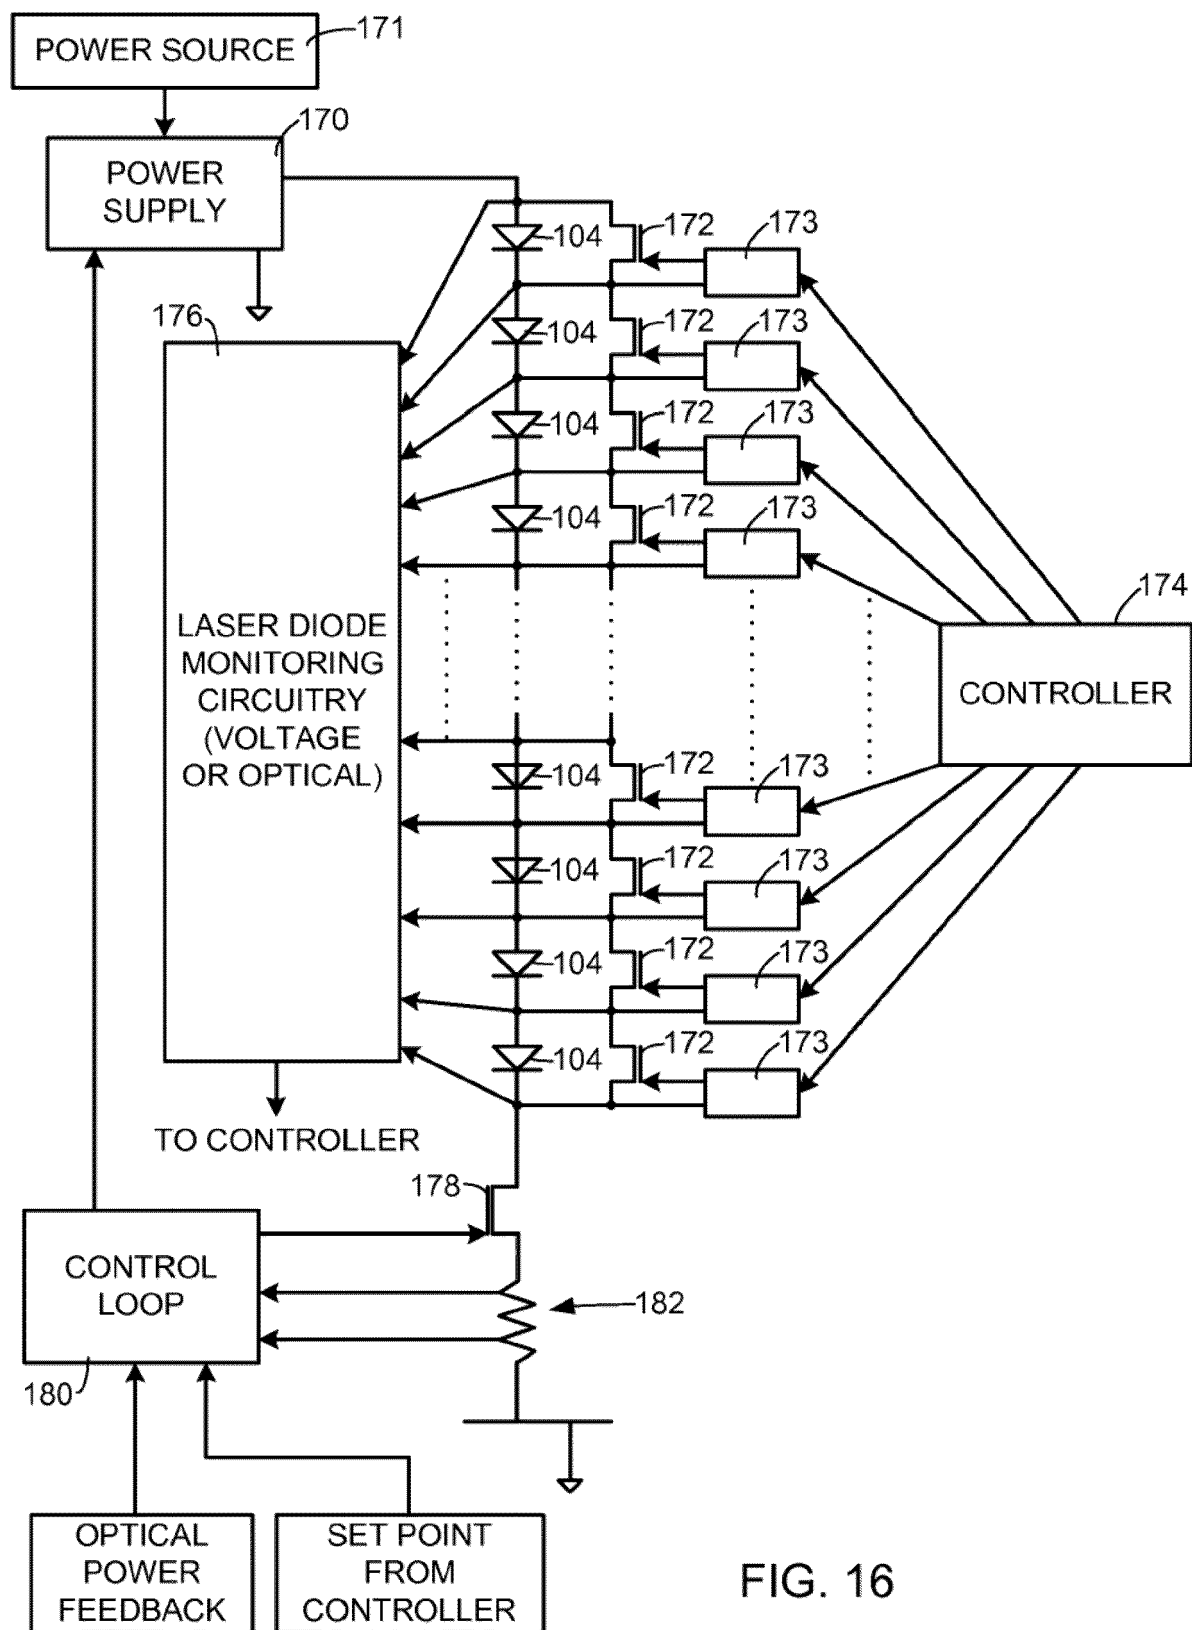 POWER SOURCE
171
170
POWER
SUPPLY
104
172
173
176
104
172
173
104
172
173
104
172
173
LASER DIODE
MONITORING
CIRCUITRY
(VOLTAGE
OR OPTICAL)
174
CONTROLLER
104
172
173
104
172
173
104
172
173
104
172
173
TO CONTROLLER
178
CONTROL
LOOP
182
180
OPTICAL
POWER
FEEDBACK
SET POINT
FROM
CONTROLLER
FIG. 16